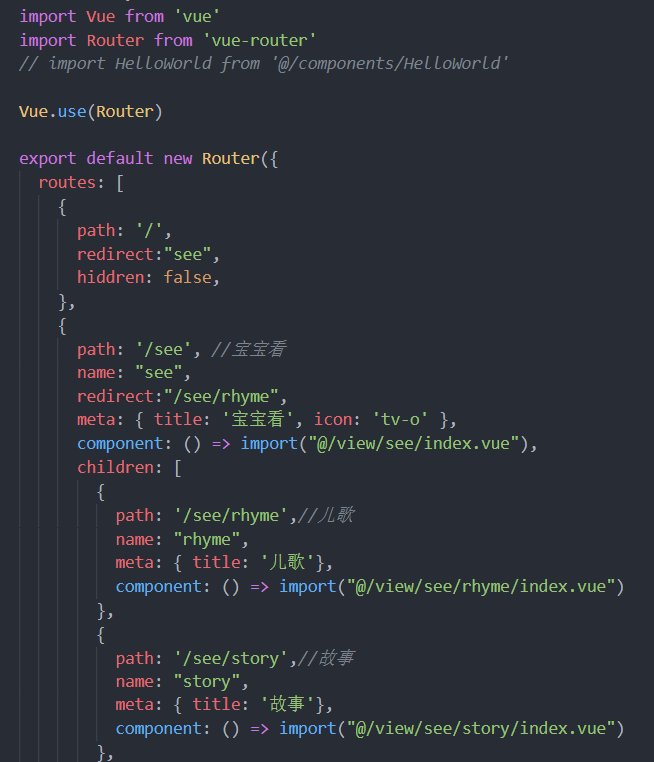 import Vue from 'vue'
import Router from 'vue-router'
// import HelloWorld from '@/components/HelloWorld'
Vue.use(Router)
export default new Router({
routes: [
{
path: '/',
redirect:"see",
hiddren: false,
},
{
path: '/see', //宝宝看
name: "see",
redirect:"/see/rhyme",
meta: { title: '宝宝看', icon: 'tv-o' },
component: () => import("@/view/see/index.vue"),
children: [
{
path: '/see/rhyme',//儿歌
name: "rhyme",
meta: { title: '儿歌'},
component: () => import("@/view/see/rhyme/index.vue")
},
{
path: '/see/story',//故事
name: "story",
meta: { title: '故事'},
component: () => import("@/view/see/story/index.vue")
},